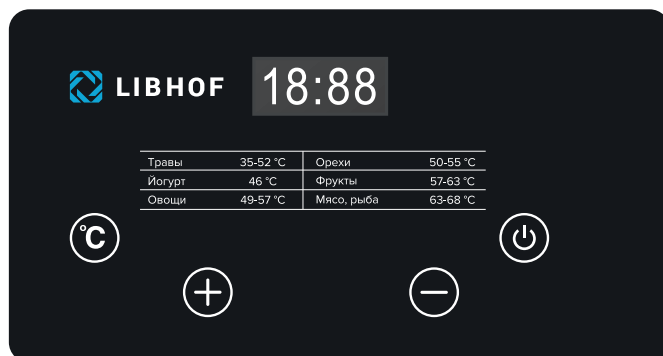 LIBHOF
18:88
Травы 35-52 °C Орехи 50-55 °C
Йогурт 46 °C Фрукты 57-63 °C
Овощи 49-57 °C Мясо, рыба 63-68 °C
°C